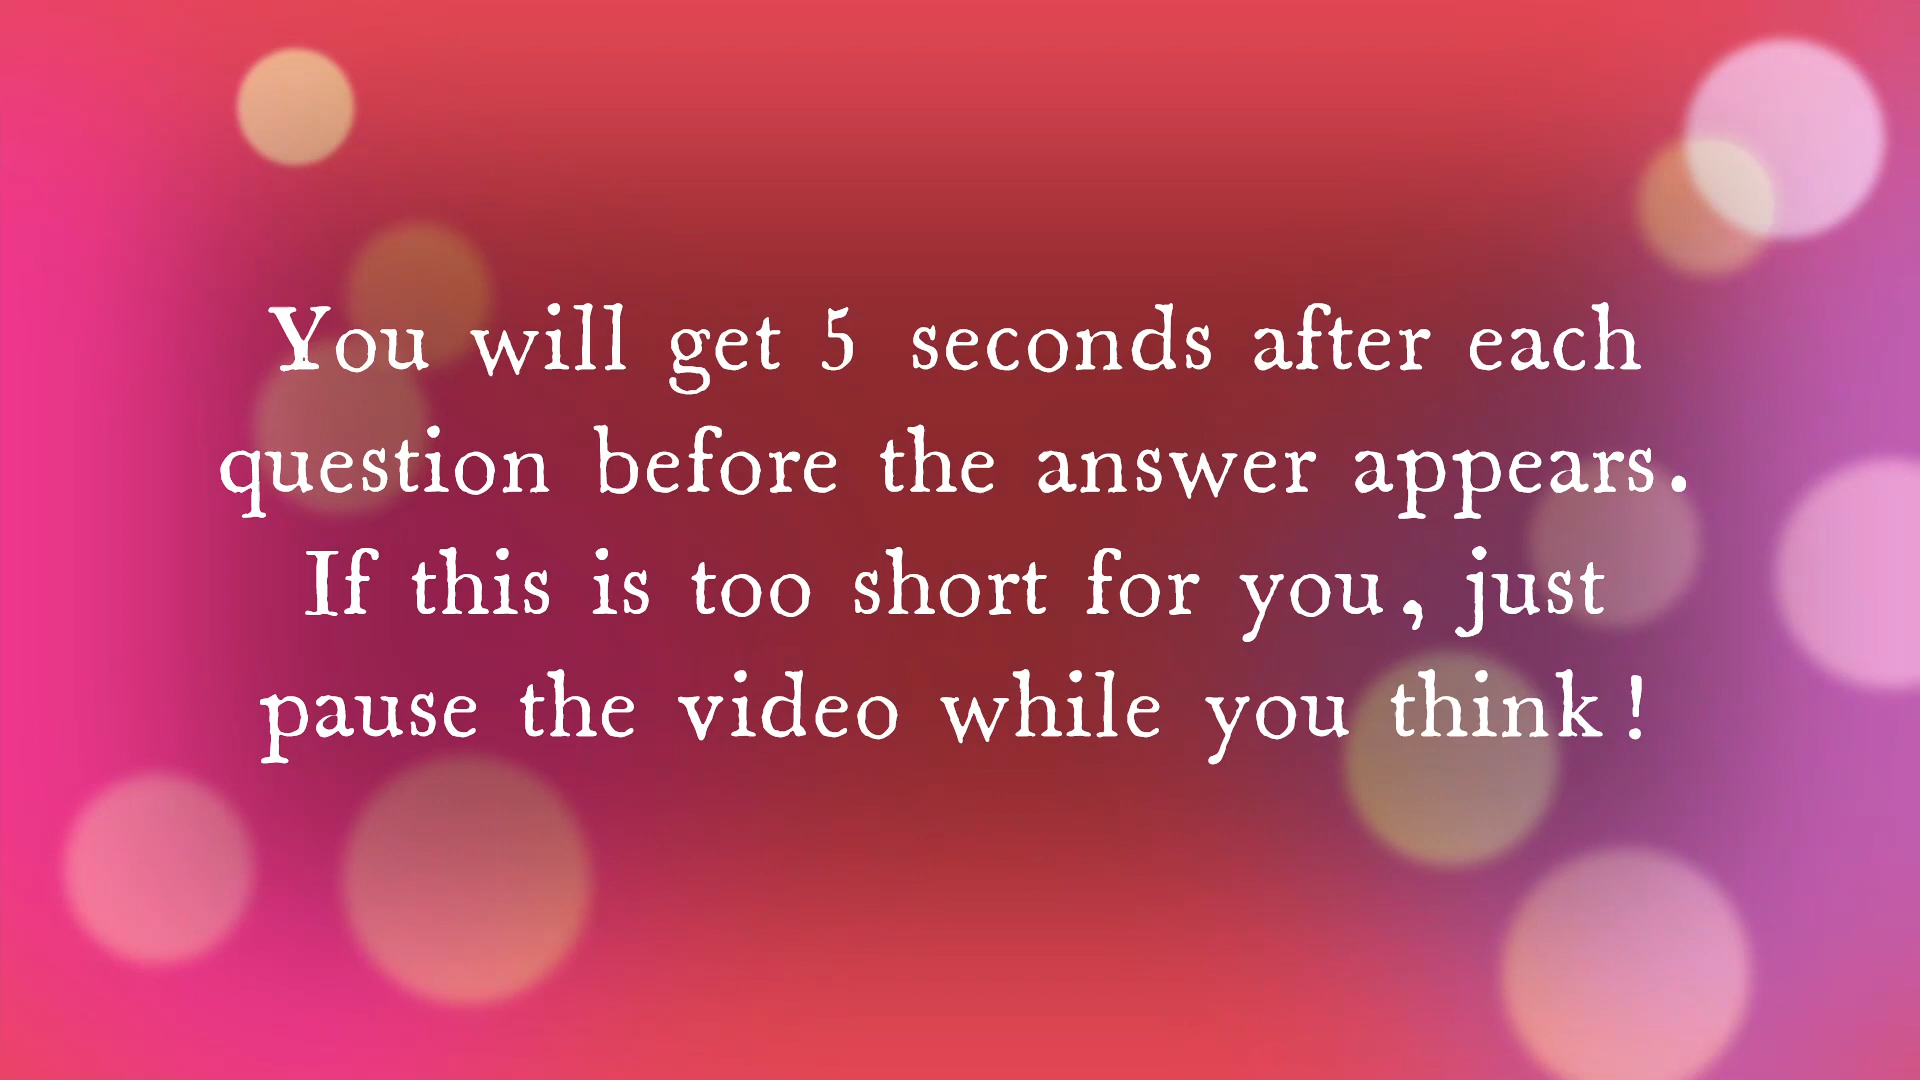 You will get 5 seconds after each
question before the answer appears.
If this is too short for you, just
pause the video while you think!